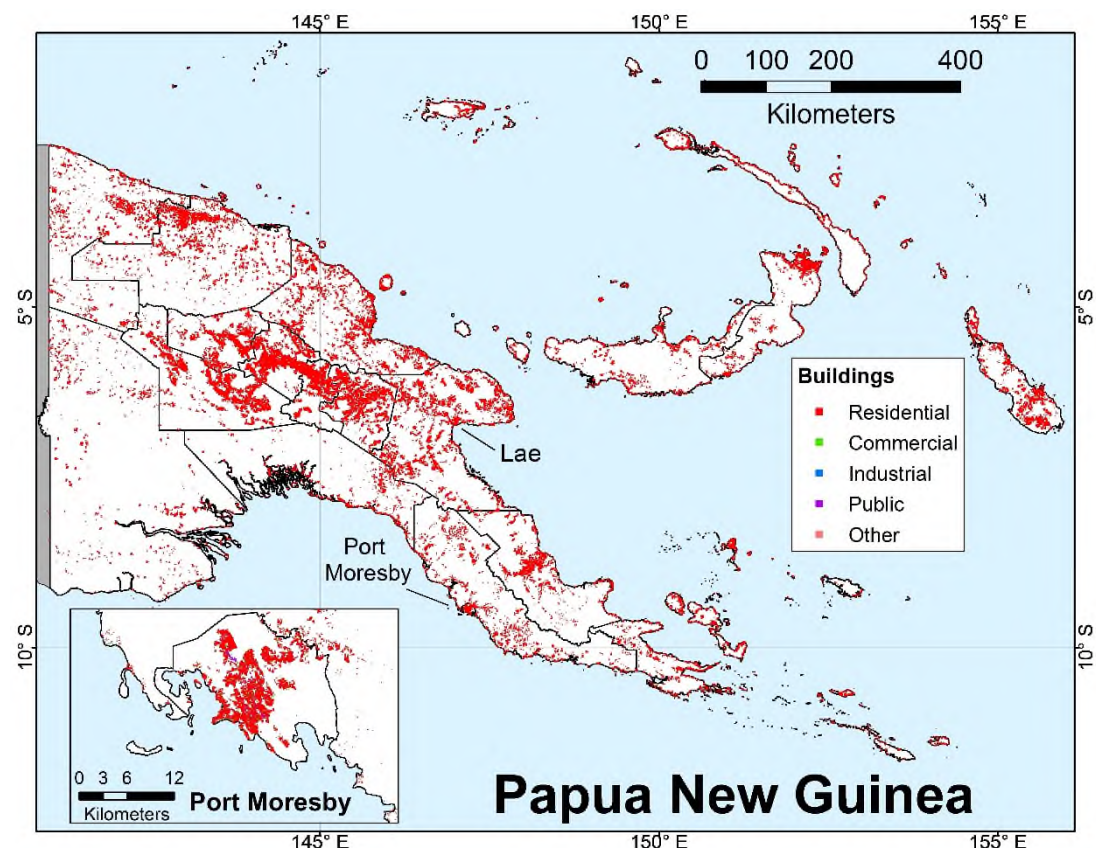 145° E
150° E
155° E
0 100 200 400
Kilometers
5° S
5° S
Buildings
Residential
Commercial
Industrial
Public
Other
Lae
Port
Moresby
10° S
10° S
0 3 6 12
Kilometers
Port Moresby
Papua New Guinea
145° E
150° E
155° E